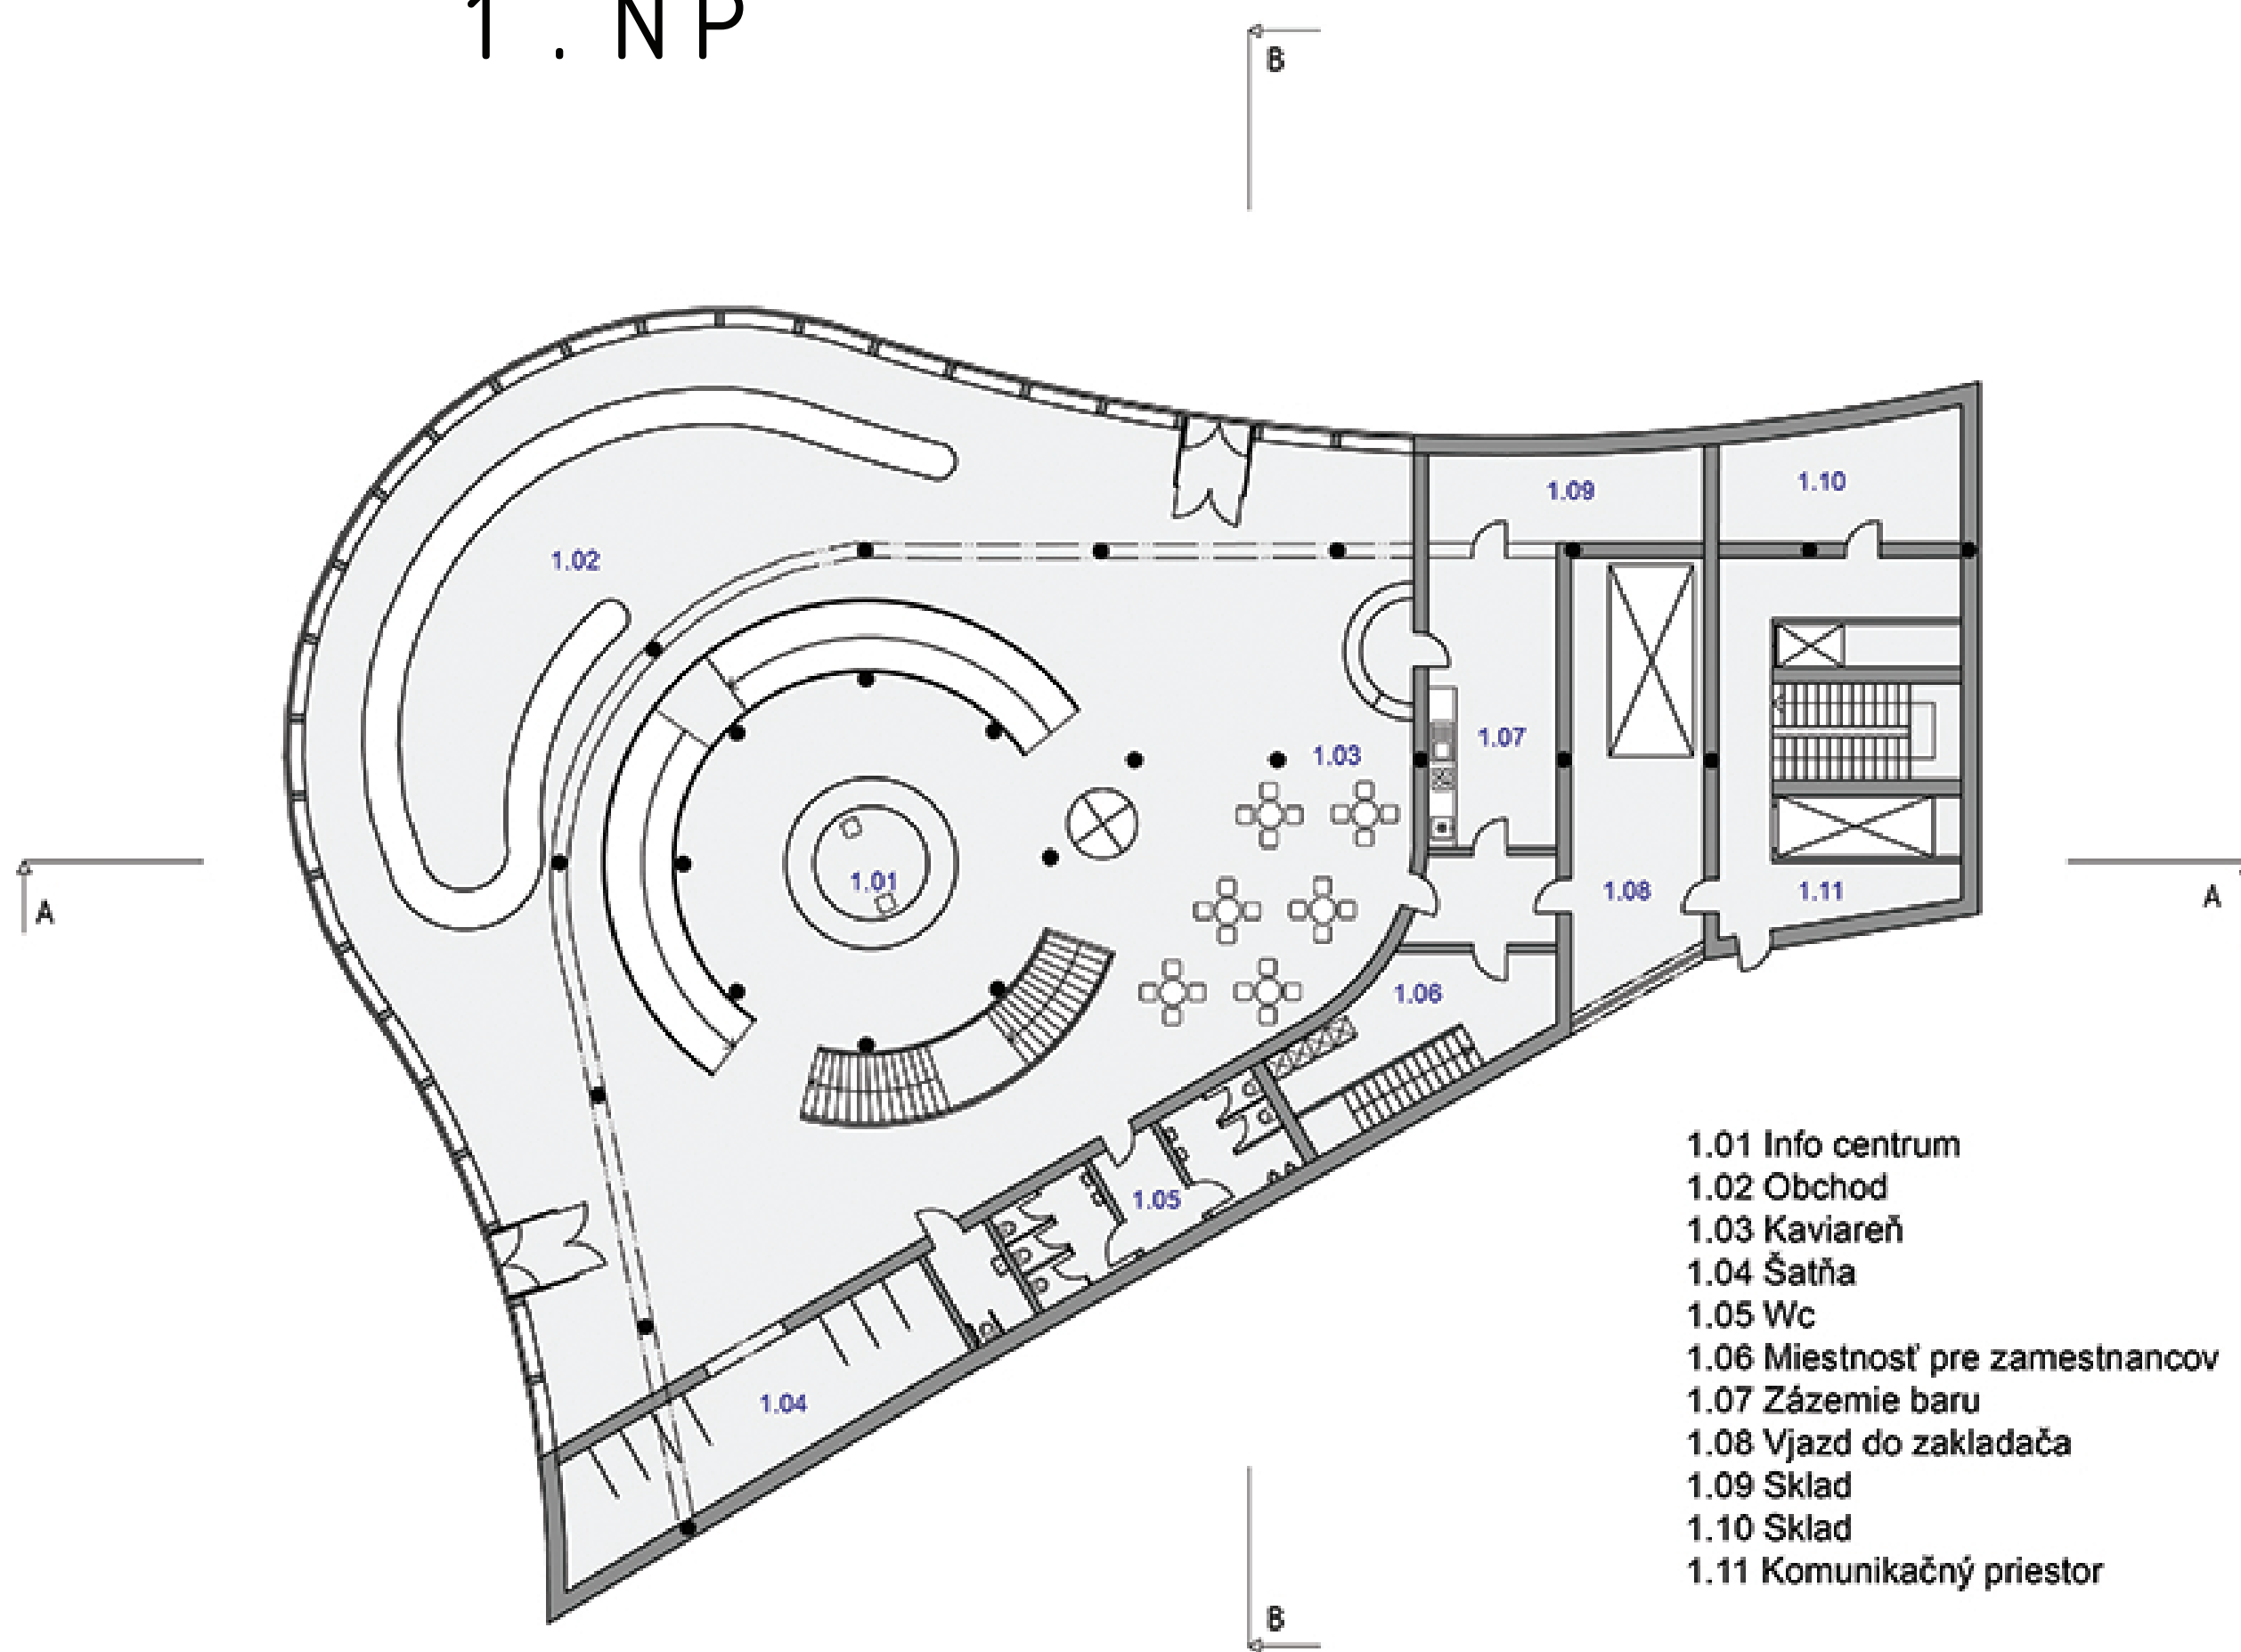 1.NP
B
1.09
1.10
1.02
1.07
1.03
1.01
1.08
1.11
A
A
1.06
1.05
1.04
B
1.01 Info centrum
1.02 Obchod
1.03 Kaviareň
1.04 Šatňa
1.05 Wc
1.06 Miestnosť pre zamestnancov
1.07 Zázemie baru
1.08 Vjazd do zakladača
1.09 Sklad
1.10 Sklad
1.11 Komunikačný priestor